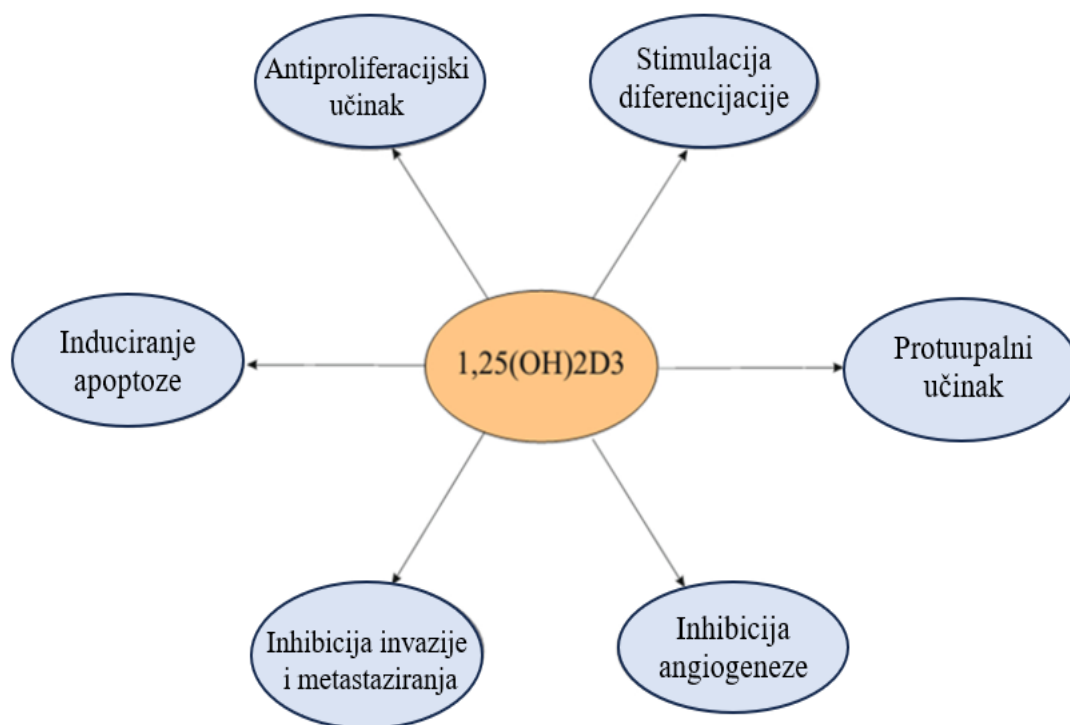 Antiproliferacijski
učinak
Stimulacija
diferencijacije
Induciranje
apoptoze
1,25(OH)2D3
Protuupalni
učinak
Inhibicija invazije
i metastaziranja
Inhibicija
angiogeneze